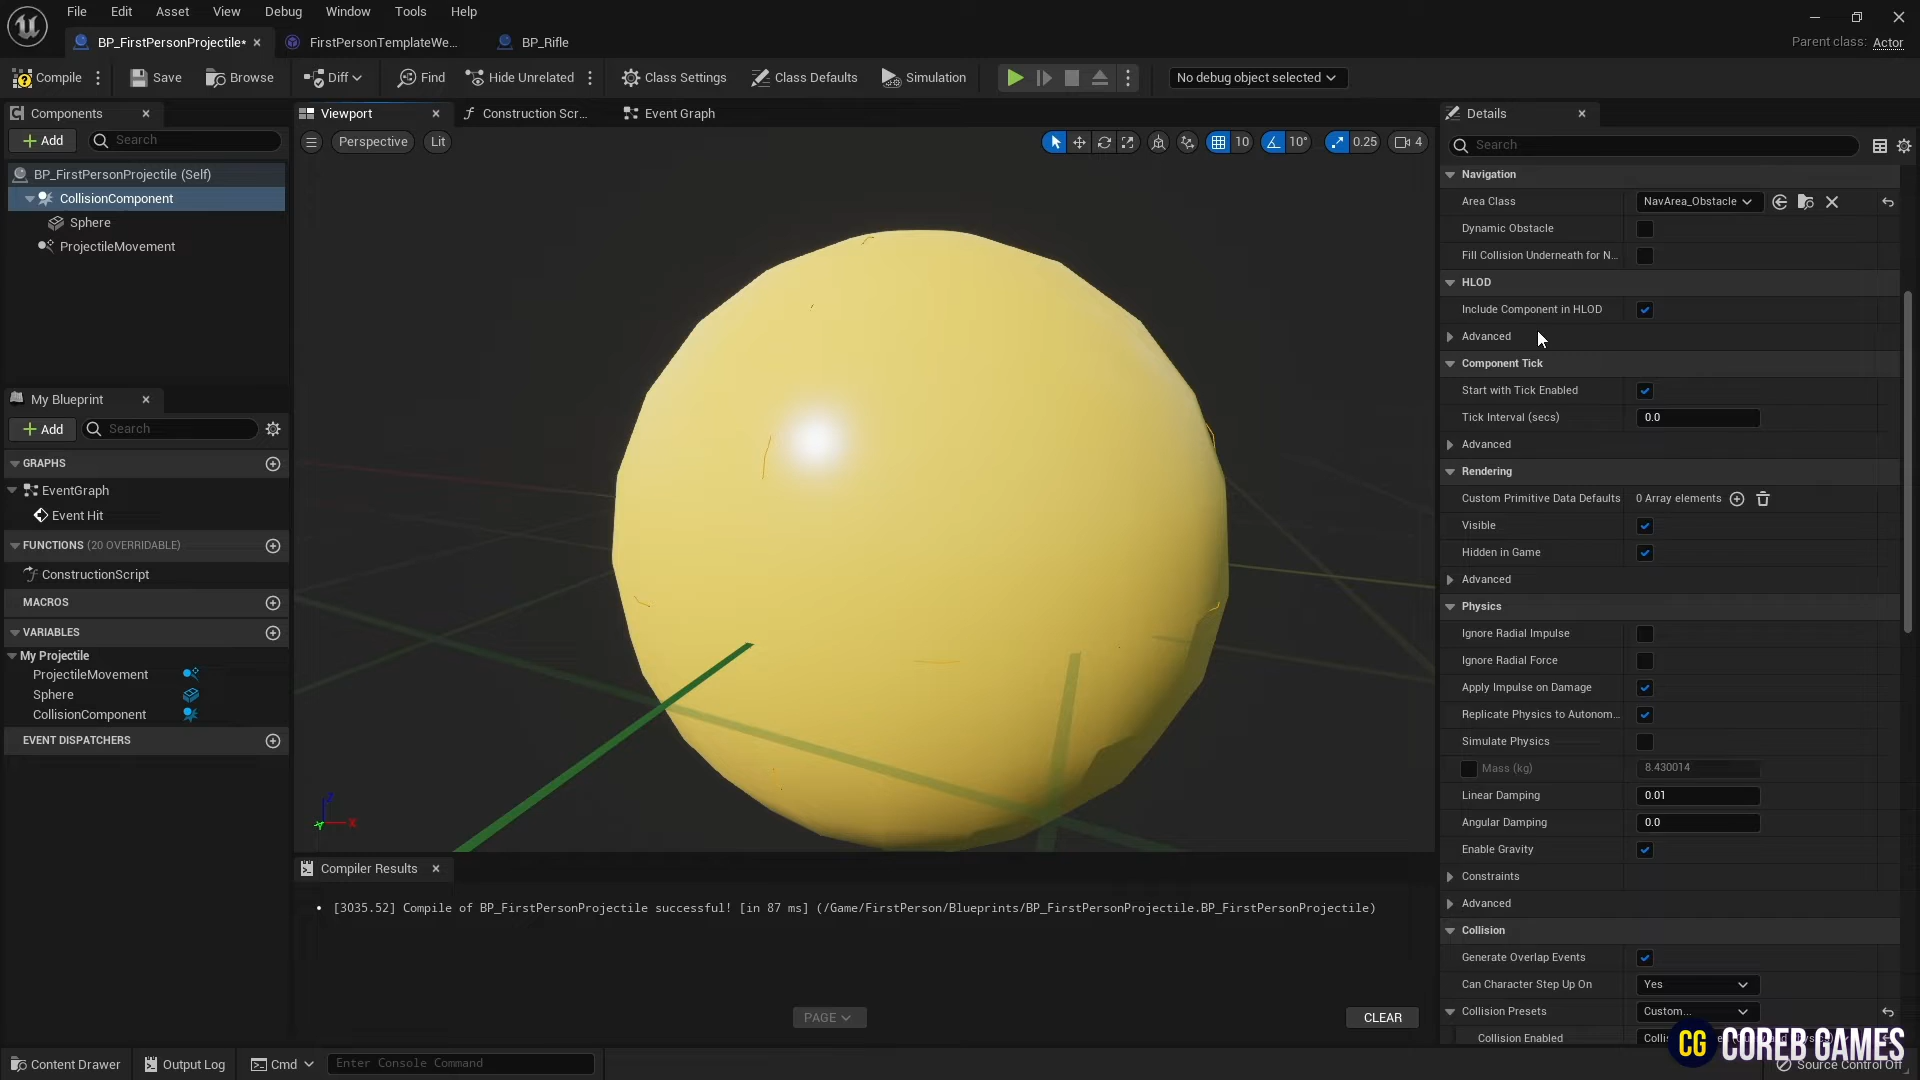 File Edit Asset View Debug Window Tools Help
BP_FirstPersonProjectile* FirstPersonTemplateWe... BP_Rifle
Parent class: Actor
Compile Save Browse Diff Find Hide Unrelated Class Settings Class Defaults Simulation No debug object selected
Components
Add Search
BP_FirstPersonProjectile (Self)
CollisionComponent
Sphere
ProjectileMovement
My Blueprint
Add Search
GRAPHS
EventGraph
Event Hit
FUNCTIONS (20 OVERRIDABLE)
ConstructionScript
MACROS
VARIABLES
My Projectile
ProjectileMovement
Sphere
CollisionComponent
EVENT DISPATCHERS
Viewport Construction Scr... Event Graph
Perspective Lit 10 10° 0.25 4
Z
X
Y
Compiler Results
• [3035.52] Compile of BP_FirstPersonProjectile successful! [in 87 ms] (/Game/FirstPerson/Blueprints/BP_FirstPersonProjectile.BP_FirstPersonProjectile)
PAGE CLEAR
Details
Search
Navigation
Area Class NavArea_Obstacle
Dynamic Obstacle
Fill Collision Underneath for N...
HLOD
Include Component in HLOD
Advanced
Component Tick
Start with Tick Enabled
Tick Interval (secs) 0.0
Advanced
Rendering
Custom Primitive Data Defaults 0 Array elements
Visible
Hidden in Game
Advanced
Physics
Ignore Radial Impulse
Ignore Radial Force
Apply Impulse on Damage
Replicate Physics to Autonom...
Simulate Physics
Mass (kg) 8.430014
Linear Damping 0.01
Angular Damping 0.0
Enable Gravity
Constraints
Advanced
Collision
Generate Overlap Events
Can Character Step Up On Yes
Collision Presets Custom...
Collision Enabled
CG COREB GAMES
Content Drawer Output Log Cmd Enter Console Command Source Control Off